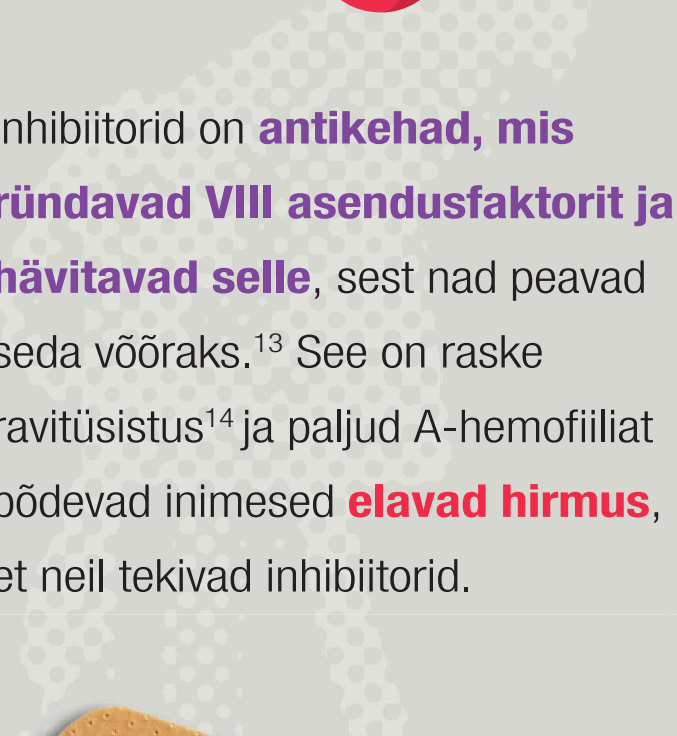 nhibiitorid on antikehad, mis
ründavad VIII asendusfaktorit ja
hävitavad selle, sest nad peavad
seda võõraks.13 See on raske
ravitüsistus14 ja paljud A-hemofiiliat
põdevad inimesed elavad hirmus,
et neil tekivad inhibiitorid.